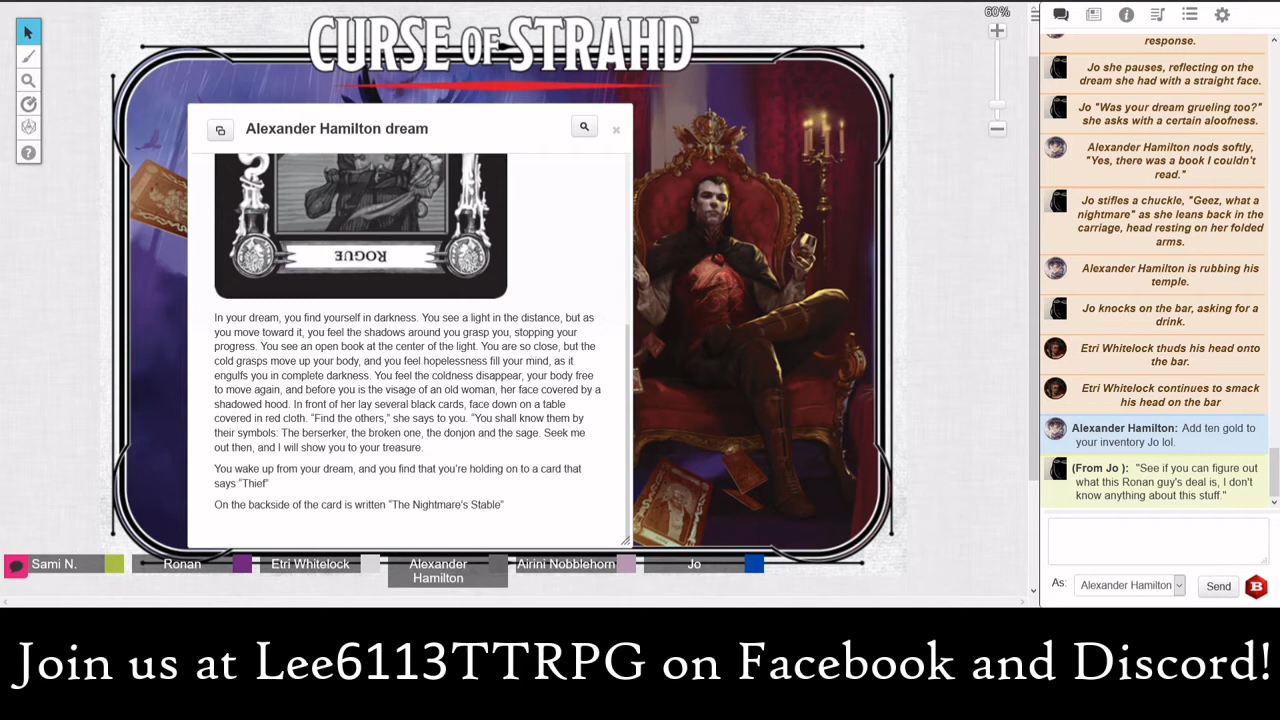 CURSE OF STRAHD™
60%
Alexander Hamilton dream
ROGUE
In your dream, you find yourself in darkness. You see a light in the distance, but as
you move toward it, you feel the shadows around you grasp you, stopping your
progress. You see an open book at the center of the light. You are so close, but the
cold grasps move up your body, and you feel hopelessness fill your mind, as it
engulfs you in complete darkness. You feel the coldness disappear, your body free
to move again, and before you is the visage of an old woman, her face covered by a
shadowed hood. In front of her lay several black cards, face down on a table
covered in red cloth. “Find the others,” she says to you. “You shall know them by
their symbols: The berserker, the broken one, the donjon and the sage. Seek me
out then, and I will show you to your treasure.
You wake up from your dream, and you find that you're holding on to a card that
says “Thief”
On the backside of the card is written “The Nightmare's Stable”
Sami N.
Ronan
Etri Whitelock
Alexander
Hamilton
Airini Nobblehorn
Jo
response.
Jo she pauses, reflecting on the
dream she had with a straight face.
Jo "Was your dream grueling too?"
she asks with a certain aloofness.
Alexander Hamilton nods softly,
"Yes, there was a book I couldn't
read."
Jo stifles a chuckle, "Geez, what a
nightmare" as she leans back in the
carriage, head resting on her folded
arms.
Alexander Hamilton is rubbing his
temple.
Jo knocks on the bar, asking for a
drink.
Etri Whitelock thuds his head onto
the bar.
Etri Whitelock continues to smack
his head on the bar
Alexander Hamilton: Add ten gold to
your inventory Jo lol.
(From Jo ): "See if you can figure out
what this Ronan guy's deal is, I don't
know anything about this stuff."
As: Alexander Hamilton Send B
Join us at Lee6113TTRPG on Facebook and Discord!